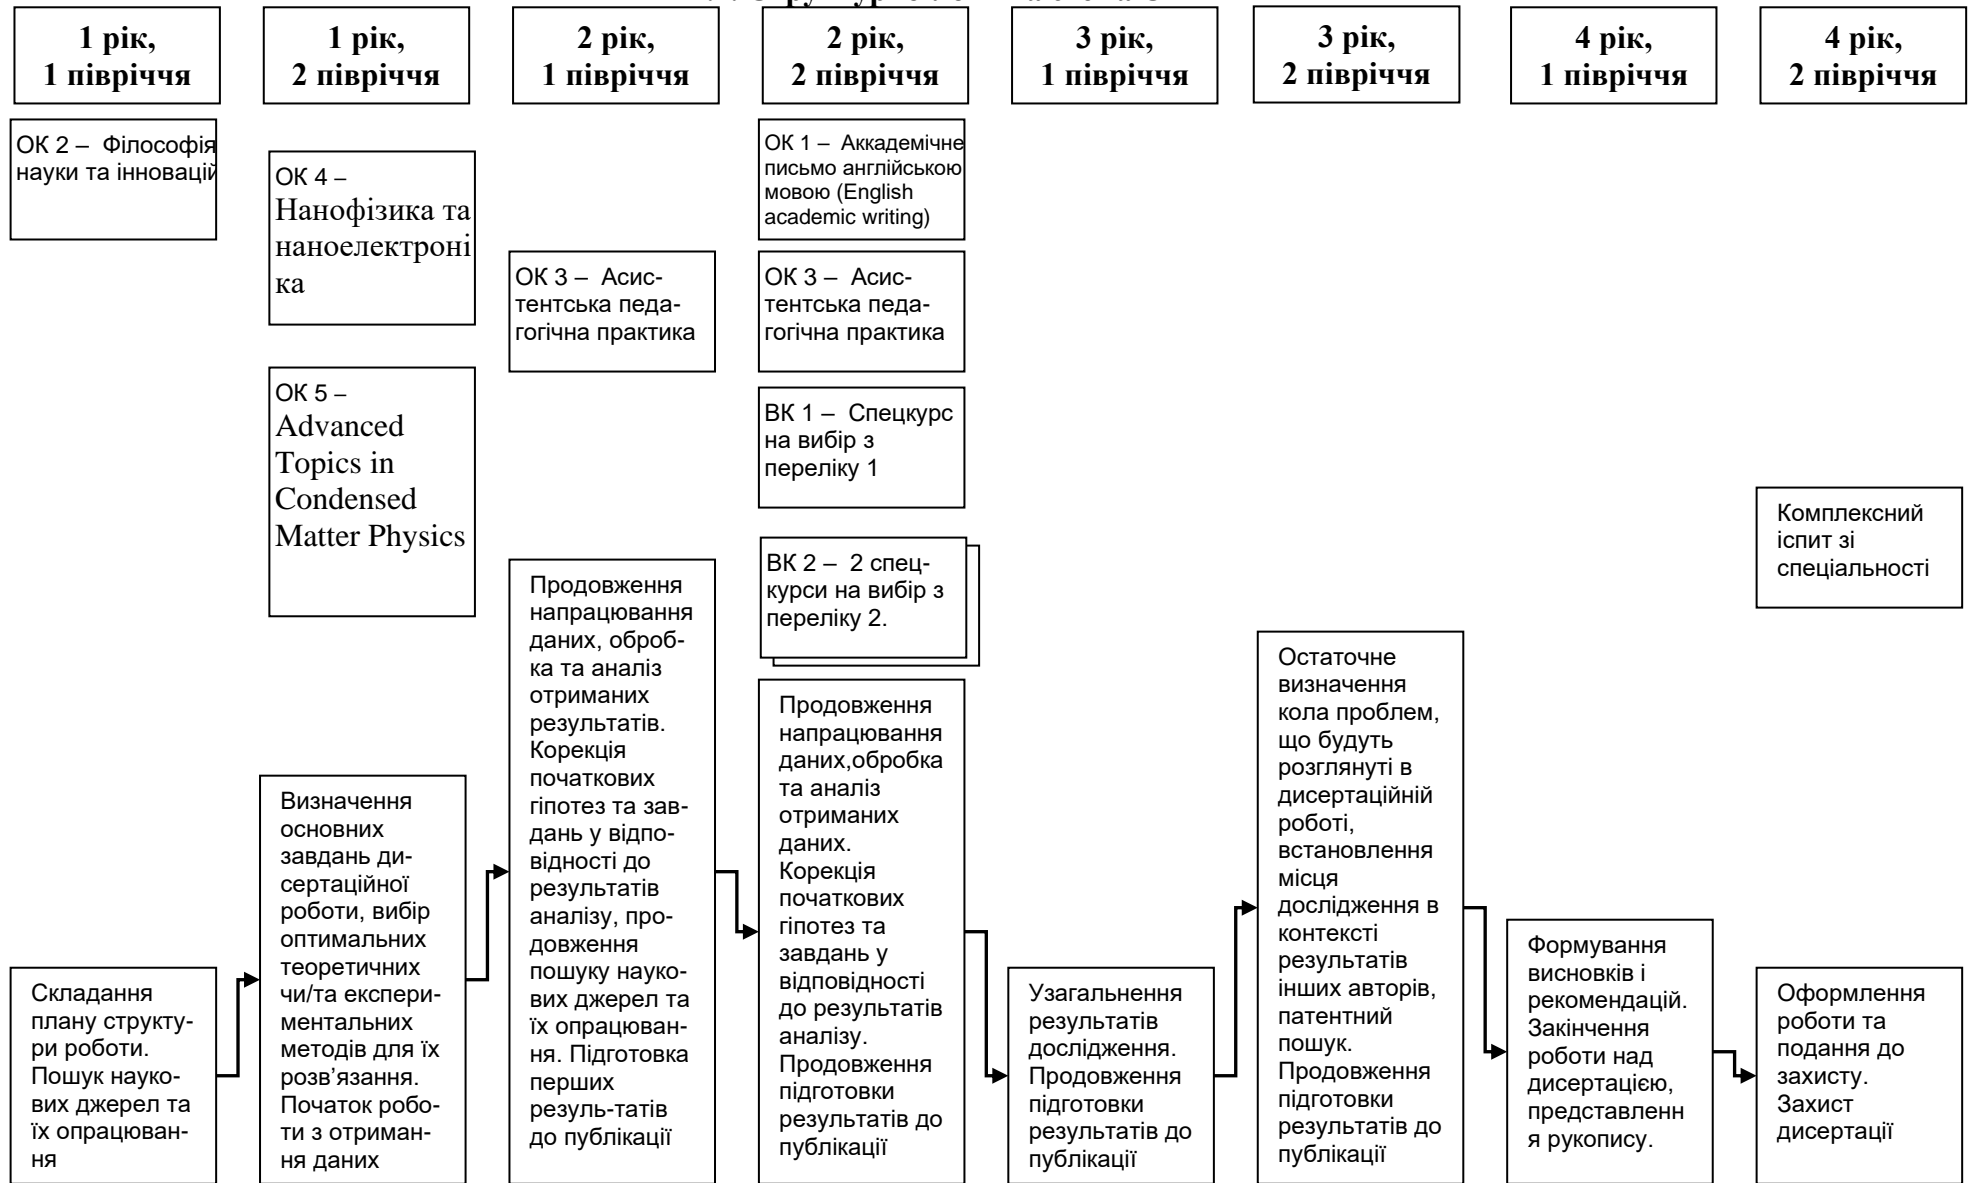 1 рік,
1 півріччя
1 рік,
2 півріччя
2 рік,
1 півріччя
2 рік,
2 півріччя
3 рік,
1 півріччя
3 рік,
2 півріччя
4 рік,
1 півріччя
4 рік,
2 півріччя
ОК 2 – Філософія
науки та інновацій
ОК 4 –
Нанофізика та
наноелектроні
ка
ОК 5 –
Advanced
Topics in
Condensed
Matter Physics
ОК 3 – Асис-
тентська педа-
гогічна практика
ОК 1 – Аккадемічне
письмо англійською
мовою (English
academic writing)
ОК 3 – Асис-
тентська педа-
гогічна практика
ВК 1 – Спецкурс
на вибір з
переліку 1
ВК 2 – 2 спец-
курси на вибір з
переліку 2.
Комплексний
іспит зі
спеціальності
Складання
плану структу-
ри роботи.
Пошук науко-
вих джерел та
їх опрацюван-
ня
Визначення
основних
завдань ди-
сертаційної
роботи, вибір
оптимальних
теоретичних
чи/та експери-
ментальних
методів для їх
розв’язання.
Початок робо-
ти з отриман-
ня даних
Продовження
напрацювання
даних, оброб-
ка та аналіз
отриманих
результатів.
Корекція
початкових
гіпотез та зав-
дань у відпо-
відності до
результатів
аналізу, про-
довження
пошуку науко-
вих джерел та
їх опрацюван-
ня. Підготовка
перших
резуль-татів
до публікації
Продовження
напрацювання
даних,обробка
та аналіз
отриманих
даних.
Корекція
початкових
гіпотез та
завдань у
відповідності
до результатів
аналізу.
Продовження
підготовки
результатів до
публікації
Узагальнення
результатів
дослідження.
Продовження
підготовки
результатів до
публікації
Остаточне
визначення
кола проблем,
що будуть
розглянуті в
дисертаційній
роботі,
встановлення
місця
дослідження в
контексті
результатів
інших авторів,
патентний
пошук.
Продовження
підготовки
результатів до
публікації
Формування
висновків і
рекомендацій.
Закінчення
роботи над
дисертацією,
представленн
я рукопису.
Оформлення
роботи та
подання до
захисту.
Захист
дисертації